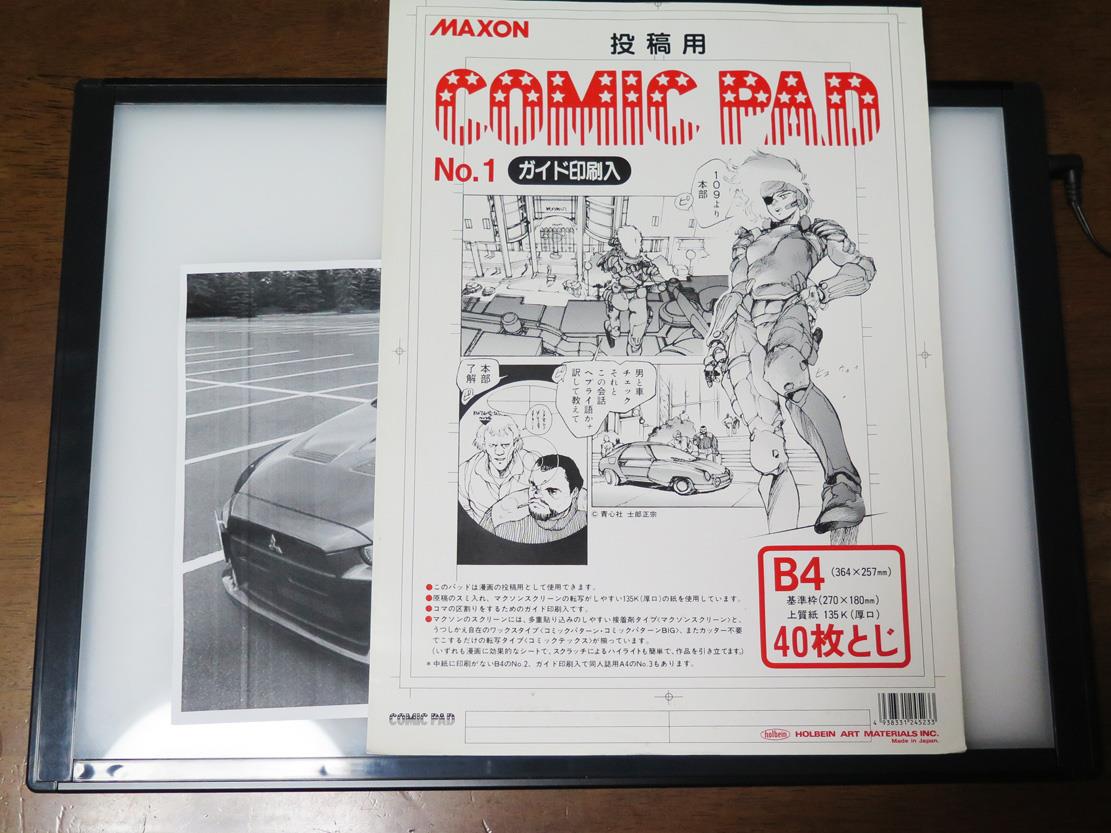 MAXON
投稿用
COMIC PAD
No.1 ガイド印刷入
109より
本部
ピ
本部
了解
男と車
チェック
それと
この会話
ヘブライ語か?
訳して教えて
© 青心社 士郎正宗
●このパッドは漫画の投稿用として使用できます。
●原稿のスミ入れ、マクソンスクリーンの転写がしやすい135K(厚口)の紙を使用しています。
●コマの区割りをするためのガイド印刷入です。
●マクソンのスクリーンには、多重貼り込みのしやすい接着剤タイプ〈マクソンスクリーン〉と、
うつしかえ自在のワックスタイプ〈コミックパターン・コミックパターンBIG〉、またカッター不要
でこするだけの転写タイプ〈コミックテックス〉が揃っています。
(いずれも漫画に効果的なシートで、スクラッチによるハイライトも簡単で、作品を引き立てます。)
＊中紙に印刷がないB4のNo.2、ガイド印刷入で同人誌用A4のNo.3もあります。
B4 (364×257㎜)
基準枠(270×180㎜)
上質紙 135K(厚口)
40枚とじ
COMIC PAD
4 938331 245233
holbein HOLBEIN ART MATERIALS INC.
Made in Japan.